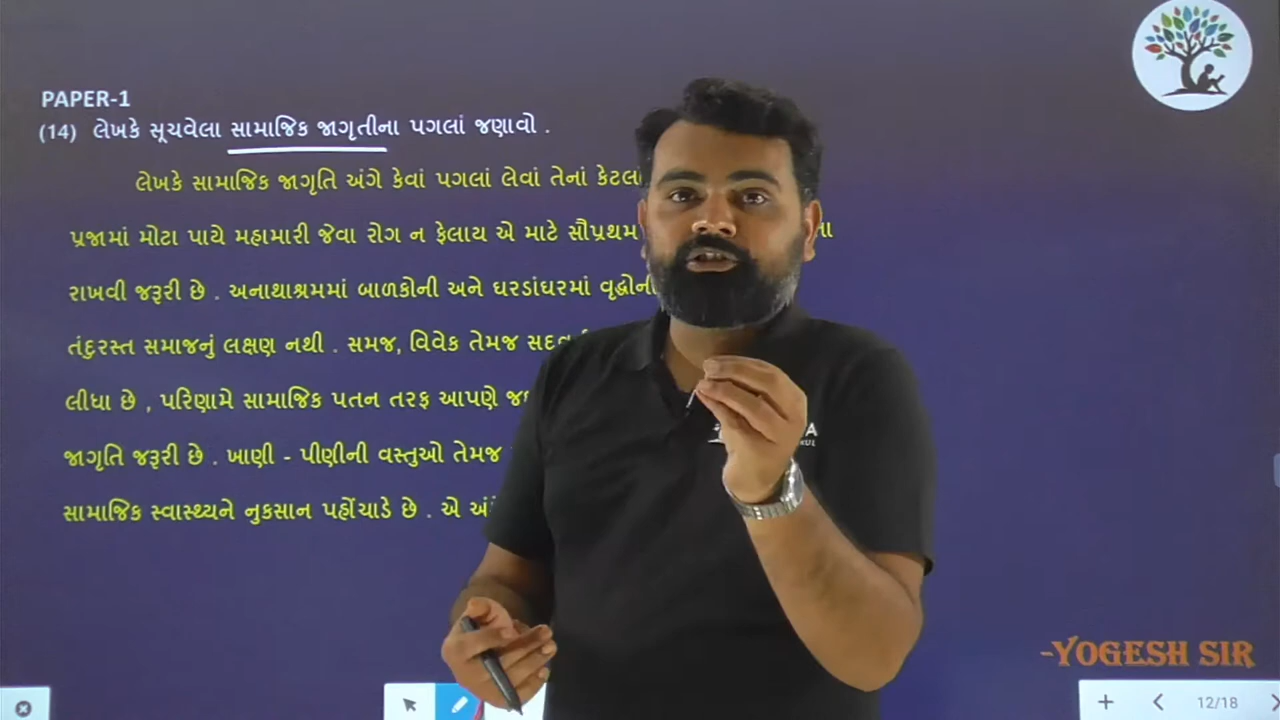 PAPER-1
(14) લેખકે સૂચવેલા સામાજિક જાગૃતીના પગલાં જણાવો .
લેખકે સામાજિક જાગૃતિ અંગે કેવાં પગલાં લેવાં તેનાં
પ્રજામાં મોટા પાયે મહામારી જેવા રોગ ન ફેલાય એ માટે સૌપ્રથમ
રાખવી જરૂરી છે . અનાથાશ્રમમાં બાળકોની અને ઘરડાંઘરમાં વૃદ્ધોની
તંદુરસ્ત સમાજનું લક્ષણ નથી . સમજ, વિવેક તેમજ
લીધા છે , પરિણામે સામાજિક પતન તરફ આપણે
જાગૃતિ જરૂરી છે . ખાણી - પીણીની વસ્તુઓ તેમજ
સામાજિક સ્વાસ્થ્યને નુકસાન પહોંચાડે છે . એ
-YOGESH SIR
12/18